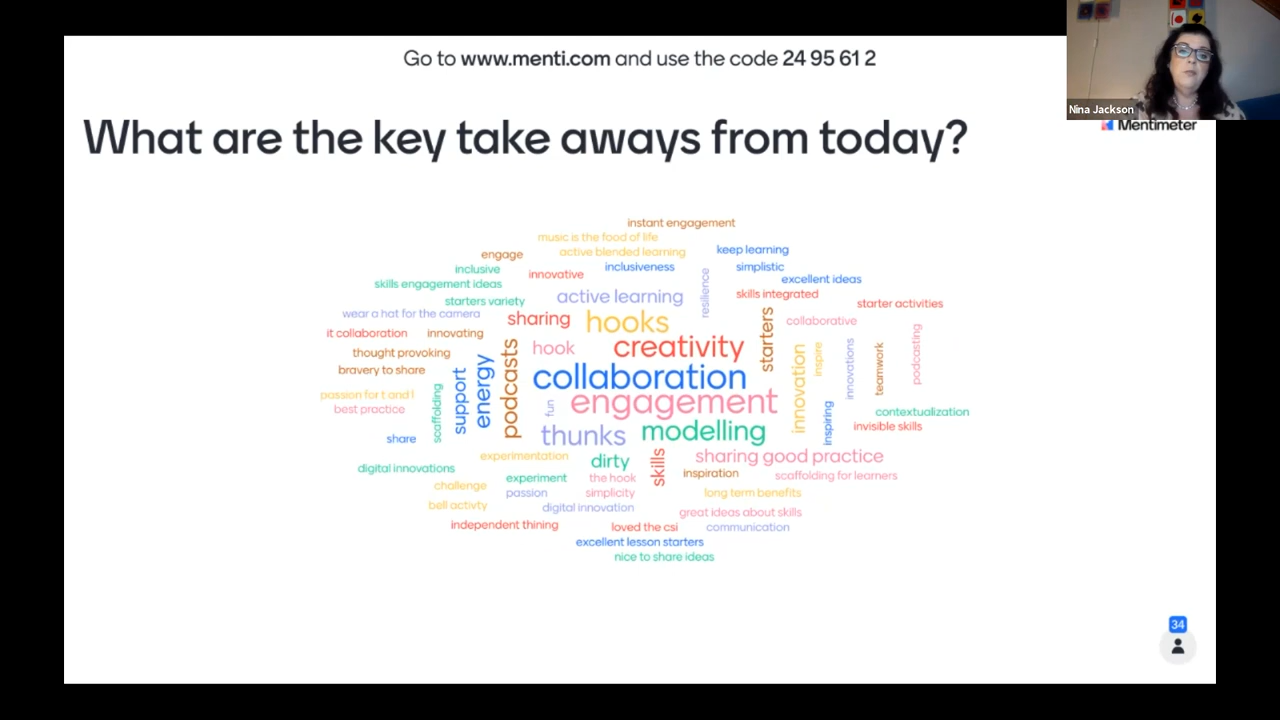 Go to www.menti.com and use the code 24 95 61 2
Nina Jackson
Mentimeter
What are the key take aways from today?
instant engagement
music is the food of life
engage
active blended learning
keep learning
inclusive
innovative
inclusiveness
simplistic
skills engagement ideas
resilience
excellent ideas
starters variety
active learning
skills integrated
starter activities
wear a hat for the camera
sharing
hooks
starters
collaborative
it collaboration
innovating
hook
creativity
thought provoking
podcasts
innovation
inspire
innovations
teamwork
podcasting
bravery to share
support
energy
collaboration
passion for t and l
best practice
scaffolding
fun
engagement
inspiring
contextualization
invisible skills
share
thunks
modelling
experimentation
dirty
skills
sharing good practice
digital innovations
experiment
the hook
inspiration
scaffolding for learners
challenge
passion
simplicity
long term benefits
bell activty
digital innovation
great ideas about skills
independent thining
loved the csi
communication
excellent lesson starters
nice to share ideas
34